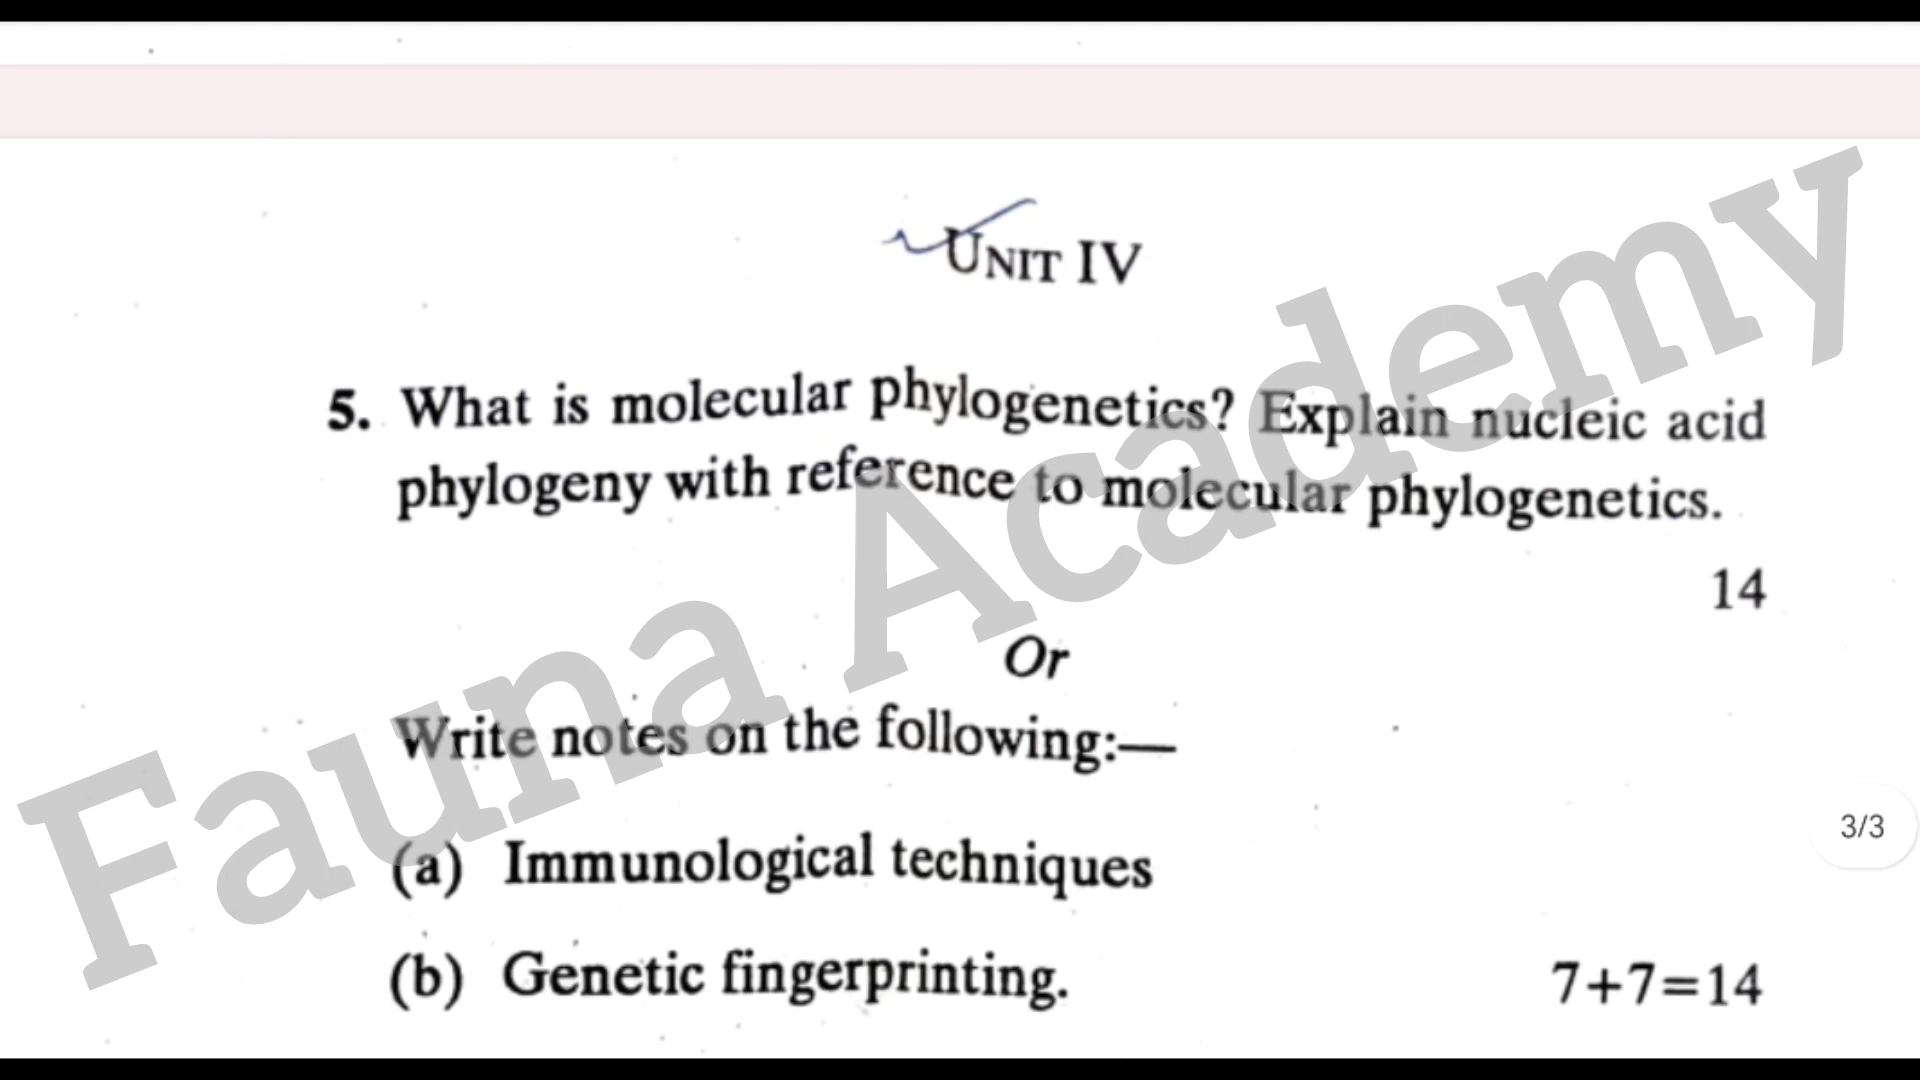 UNIT IV
5. What is molecular phylogenetics? Explain nucleic acid
phylogeny with reference to molecular phylogenetics.
14
Or
Write notes on the following:—
(a) Immunological techniques
3/3
(b) Genetic fingerprinting.
7+7=14
Fauna Academy